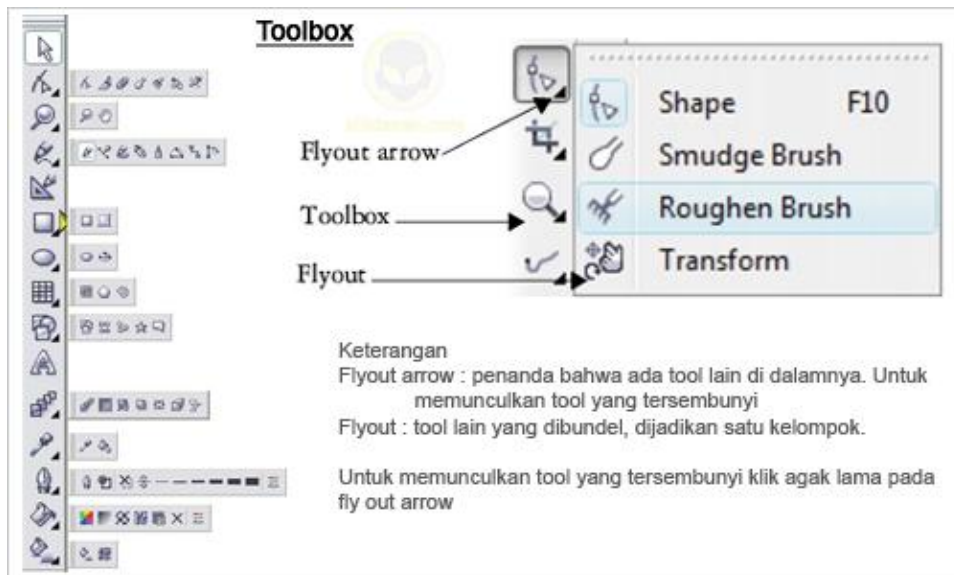 Toolbox
Flyout arrow
Toolbox
Flyout
Shape F10
Smudge Brush
Roughen Brush
Transform
Keterangan
Flyout arrow : penanda bahwa ada tool lain di dalamnya. Untuk
memunculkan tool yang tersembunyi
Flyout : tool lain yang dibundel, dijadikan satu kelompok.
Untuk memunculkan tool yang tersembunyi klik agak lama pada
fly out arrow